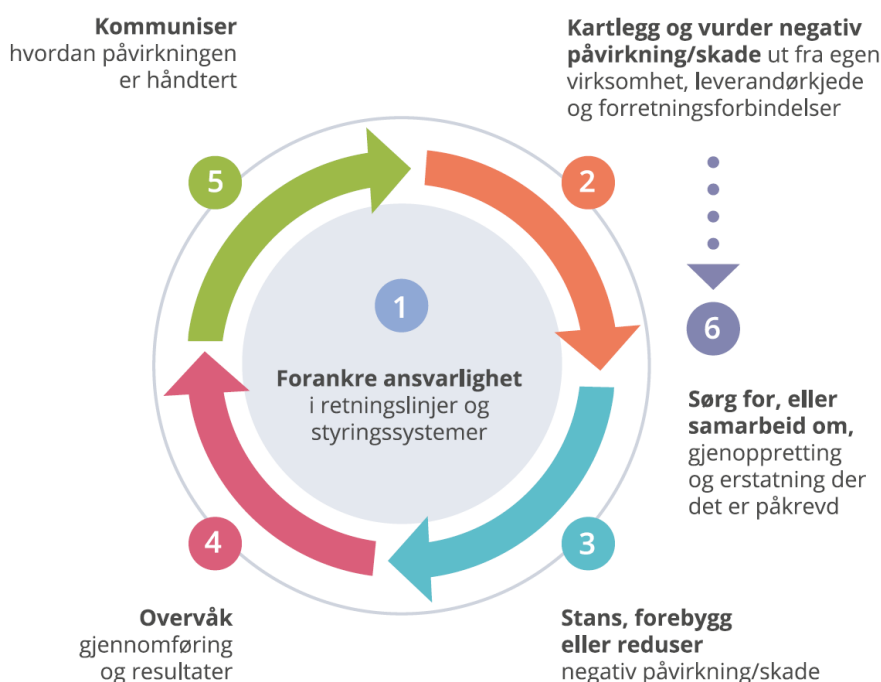 Kommuniser
hvordan påvirkningen
er håndtert
Kartlegg og vurder negativ
påvirkning/skade ut fra egen
virksomhet, leverandørkjede
og forretningsforbindelser
5
2
1
Forankre ansvarlighet
i retningslinjer og
styringssystemer
6
Sørg for, eller
samarbeid om,
gjenoppretting
og erstatning der
det er påkrevd
4
3
Overvåk
gjennomføring
og resultater
Stans, forebygg
eller reduser
negativ påvirkning/skade